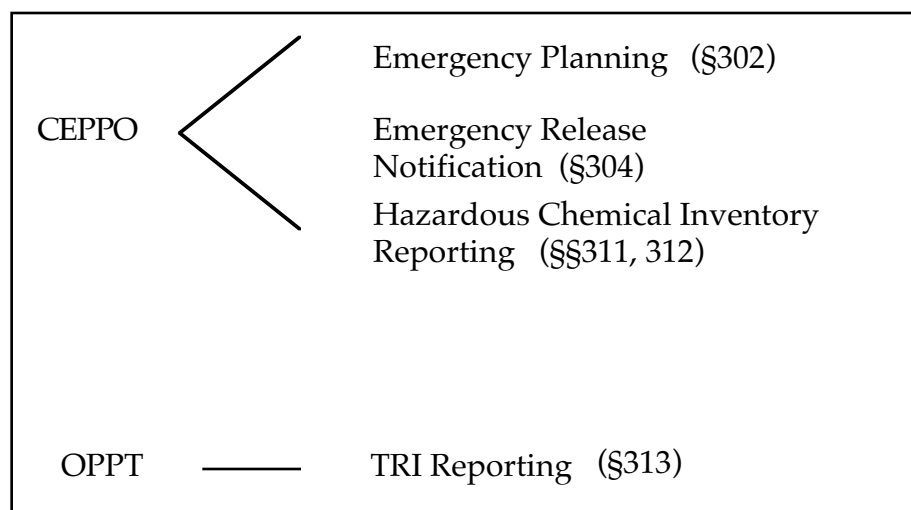 Emergency Planning (§302)
CEPPO
Emergency Release
Notification (§304)
Hazardous Chemical Inventory
Reporting (§§311, 312)
OPPT
TRI Reporting (§313)